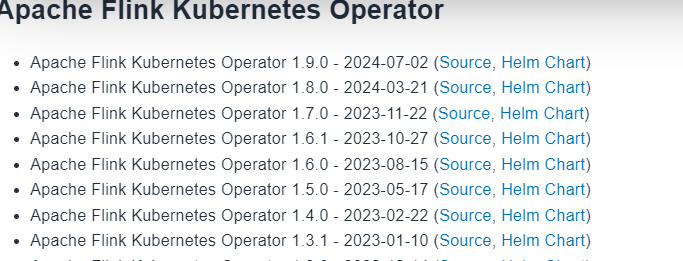 Apache Flink Kubernetes Operator
Apache Flink Kubernetes Operator 1.9.0 - 2024-07-02 (Source, Helm Chart)
Apache Flink Kubernetes Operator 1.8.0 - 2024-03-21 (Source, Helm Chart)
Apache Flink Kubernetes Operator 1.7.0 - 2023-11-22 (Source, Helm Chart)
Apache Flink Kubernetes Operator 1.6.1 - 2023-10-27 (Source, Helm Chart)
Apache Flink Kubernetes Operator 1.6.0 - 2023-08-15 (Source, Helm Chart)
Apache Flink Kubernetes Operator 1.5.0 - 2023-05-17 (Source, Helm Chart)
Apache Flink Kubernetes Operator 1.4.0 - 2023-02-22 (Source, Helm Chart)
Apache Flink Kubernetes Operator 1.3.1 - 2023-01-10 (Source, Helm Chart)